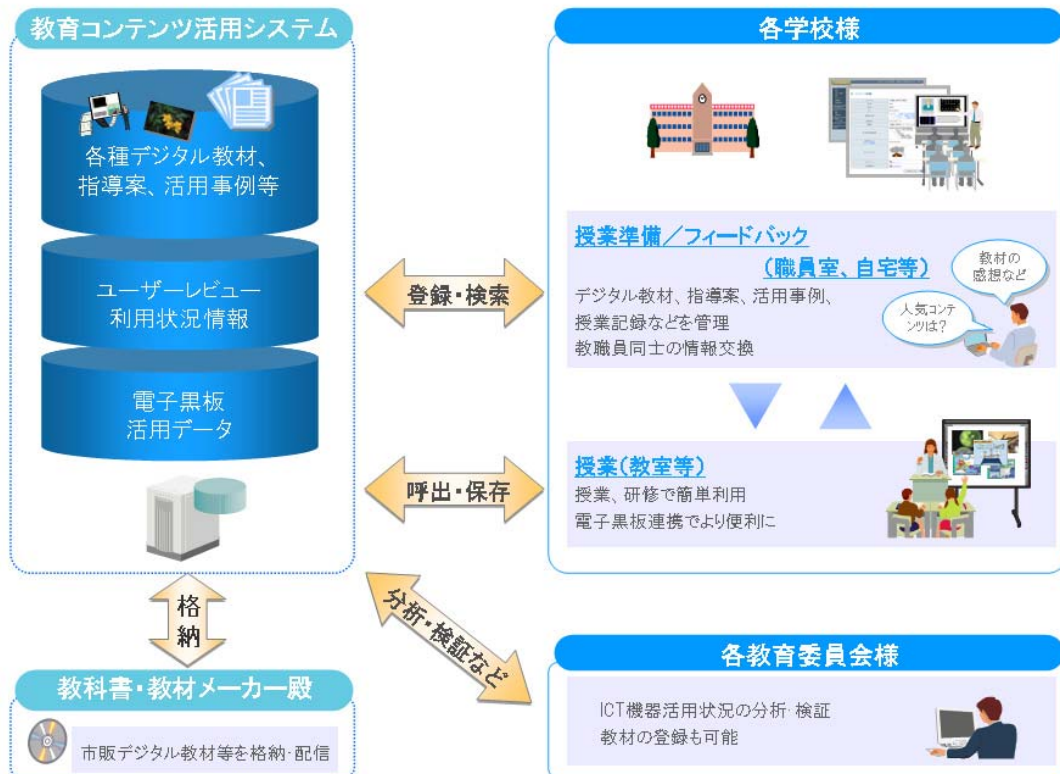 教育コンテンツ活用システム
各種デジタル教材、
指導案、活用事例等
ユーザーレビュー
利用状況情報
電子黒板
活用データ
登録・検索
呼出・保存
分析・検証など
格
納
教科書・教材メーカー殿
市販デジタル教材等を格納・配信
各学校様
授業準備／フィードバック
(職員室、自宅等)
教材の
感想など
人気コンテ
ンツは?
デジタル教材、指導案、活用事例、
授業記録などを管理
教職員同士の情報交換
授業(教室等)
授業、研修で簡単利用
電子黒板連携でより便利に
各教育委員会様
ICT機器活用状況の分析・検証
教材の登録も可能